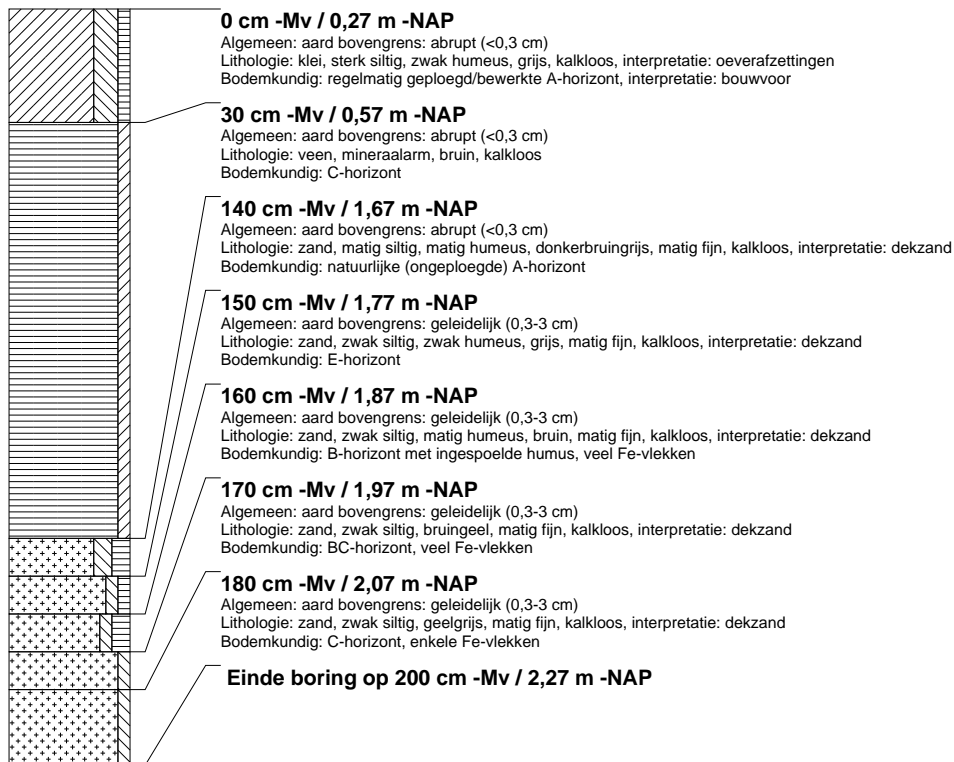 0 cm -Mv / 0,27 m -NAP
Algemeen: aard bovengrens: abrupt (<0,3 cm)
Lithologie: klei, sterk siltig, zwak humeus, grijs, kalkloos, interpretatie: oeverafzettingen
Bodemkundig: regelmatig geploegd/bewerkte A-horizont, interpretatie: bouwvoor
30 cm -Mv / 0,57 m -NAP
Algemeen: aard bovengrens: abrupt (<0,3 cm)
Lithologie: veen, mineraalarm, bruin, kalkloos
Bodemkundig: C-horizont
140 cm -Mv / 1,67 m -NAP
Algemeen: aard bovengrens: abrupt (<0,3 cm)
Lithologie: zand, matig siltig, matig humeus, donkerbruingrijs, matig fijn, kalkloos, interpretatie: dekzand
Bodemkundig: natuurlijke (ongeploegde) A-horizont
150 cm -Mv / 1,77 m -NAP
Algemeen: aard bovengrens: geleidelijk (0,3-3 cm)
Lithologie: zand, zwak siltig, zwak humeus, grijs, matig fijn, kalkloos, interpretatie: dekzand
Bodemkundig: E-horizont
160 cm -Mv / 1,87 m -NAP
Algemeen: aard bovengrens: geleidelijk (0,3-3 cm)
Lithologie: zand, zwak siltig, matig humeus, bruin, matig fijn, kalkloos, interpretatie: dekzand
Bodemkundig: B-horizont met ingespoelde humus, veel Fe-vlekken
170 cm -Mv / 1,97 m -NAP
Algemeen: aard bovengrens: geleidelijk (0,3-3 cm)
Lithologie: zand, zwak siltig, bruingeel, matig fijn, kalkloos, interpretatie: dekzand
Bodemkundig: BC-horizont, veel Fe-vlekken
180 cm -Mv / 2,07 m -NAP
Algemeen: aard bovengrens: geleidelijk (0,3-3 cm)
Lithologie: zand, zwak siltig, geelgrijs, matig fijn, kalkloos, interpretatie: dekzand
Bodemkundig: C-horizont, enkele Fe-vlekken
Einde boring op 200 cm -Mv / 2,27 m -NAP